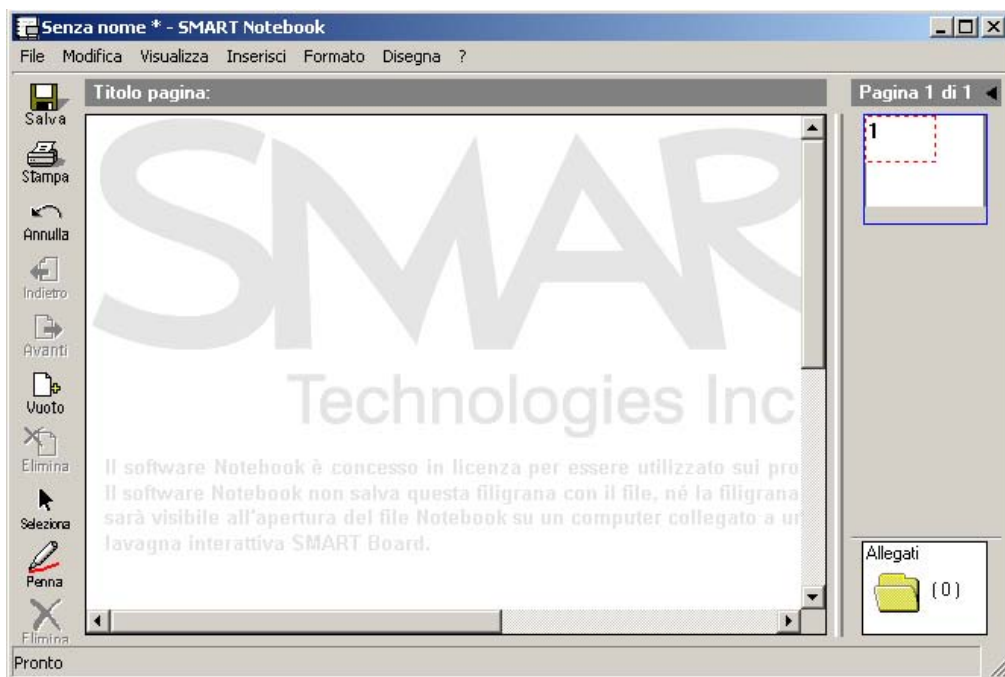 Senza nome * - SMART Notebook
File Modifica Visualizza Inserisci Formato Disegna ?
Titolo pagina:
Pagina 1 di 1
Salva
Stampa
Annulla
Indietro
Avanti
Vuoto
Elimina
Seleziona
Penna
Elimina
SMAR
Technologies Inc.
Il software Notebook è concesso in licenza per essere utilizzato sui pro
Il software Notebook non salva questa filigrana con il file, né la filigrana
sarà visibile all'apertura del file Notebook su un computer collegato a un
lavagna interattiva SMART Board.
1
Allegati
(0)
Pronto